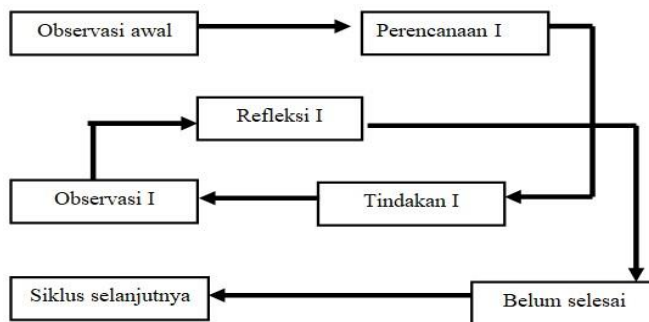 Observasi awal
Perencanaan I
Refleksi I
Observasi I
Tindakan I
Siklus selanjutnya
Belum selesai